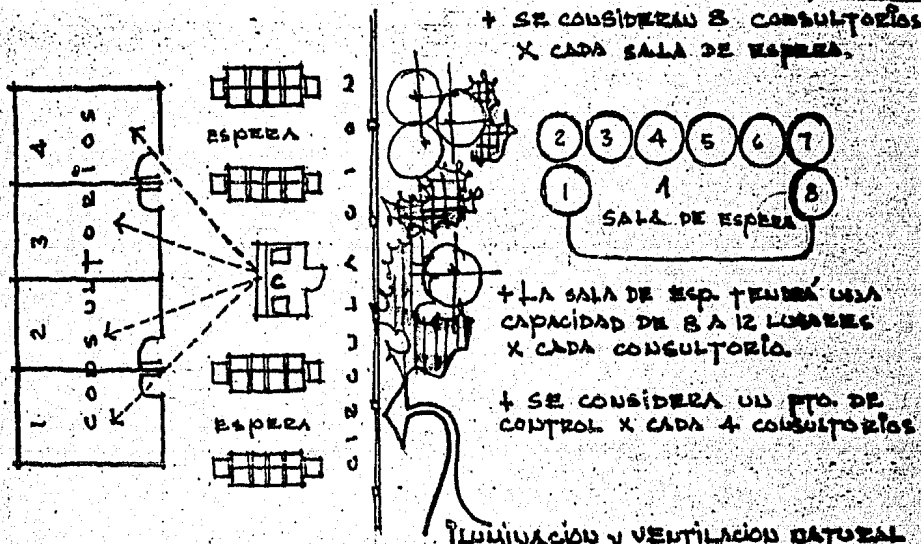 + SE CONSIDERAN 8 CONSULTORIOS
X CADA SALA DE ESPERA.
4
3
2
1
CONSULTORIOS
ESPERA
C
ESPERA
2 3 4 5 6 7
1 1 8
SALA DE ESPERA
+ LA SALA DE ESP. TENDRÁ UNA
CAPACIDAD DE 8 A 12 LUGARES
X CADA CONSULTORIO.
+ SE CONSIDERA UN PTO. DE
CONTROL X CADA 4 CONSULTORIOS
ILUMINACION Y VENTILACION NATURAL